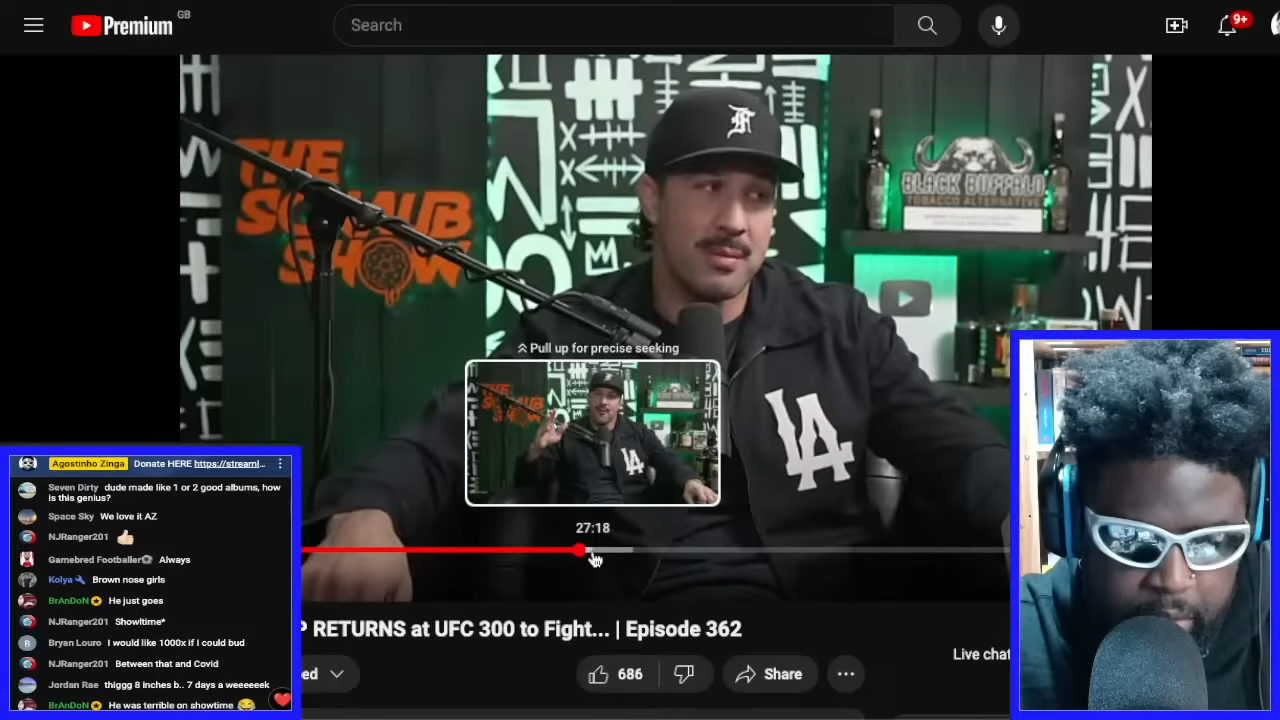 Premium
GB
Search
9+
THE
SCHAUB
SHOW
BLACK BUFFALO
TOBACCO ALTERNATIVE
LA
Pull up for precise seeking
LA
27:18
P RETURNS at UFC 300 to Fight... | Episode 362
ed
686
Share
Live chat
Agostinho Zinga Donate HERE https://streaml...
Seven Dirty dude made like 1 or 2 good albums, how
is this genius?
Space Sky We love it AZ
NJRanger201
Gamebred Footballer Always
Kolya Brown nose girls
BrAnDoN He just goes
NJRanger201 Showltime*
B Bryan Louro I would like 1000x if I could bud
NJRanger201 Between that and Covid
Jordan Rae thiggg 8 inches b.. 7 days a weeeeeek
BrAnDoN He was terrible on showtime